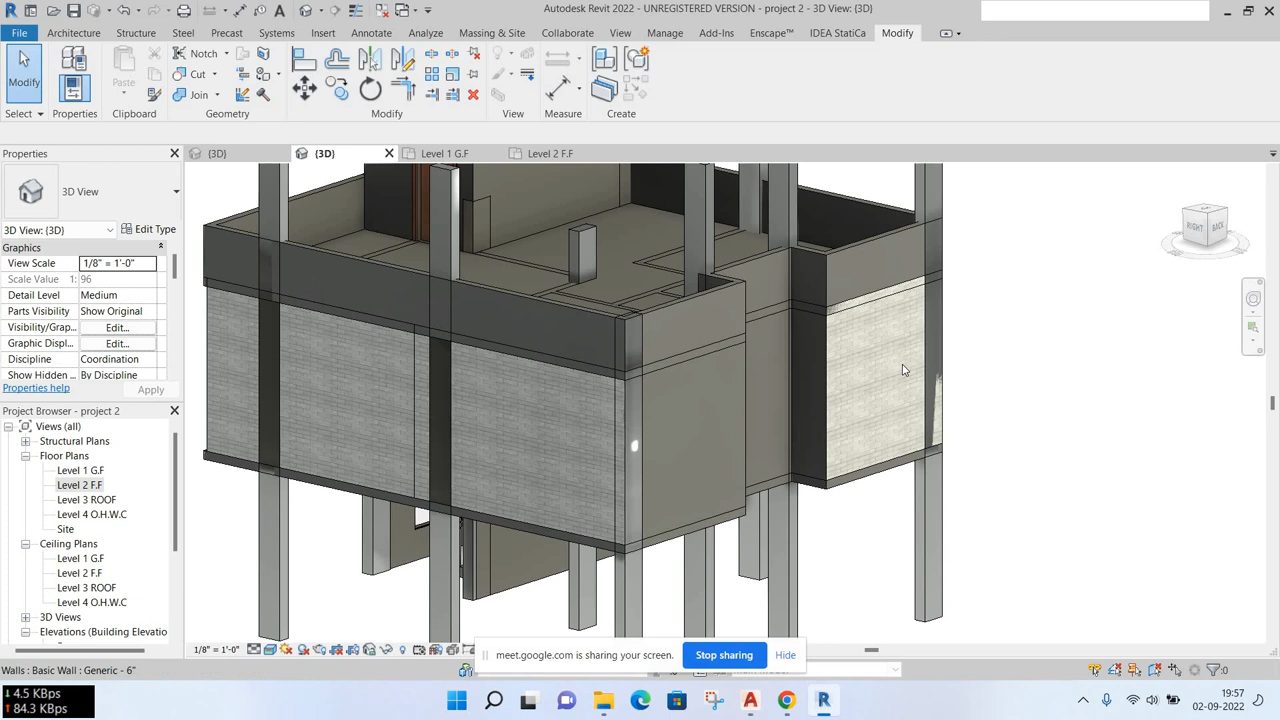 Autodesk Revit 2022 - UNREGISTERED VERSION - project 2 - 3D View: {3D}
File Architecture Structure Steel Precast Systems Insert Annotate Analyze Massing & Site Collaborate View Manage Add-Ins Enscape™ IDEA StatiCa Modify
Modify Paste Notch Cut Join
Select Properties Clipboard Geometry Modify View Measure Create
Properties
{3D} {3D} Level 1 G.F Level 2 F.F
3D View
3D View: {3D} Edit Type
Graphics
View Scale 1/8" = 1'-0"
Scale Value 1: 96
Detail Level Medium
Parts Visibility Show Original
Visibility/Grap... Edit...
Graphic Displ... Edit...
Discipline Coordination
Show Hidden By Discipline
Properties help Apply
Project Browser - project 2
Views (all)
Structural Plans
Floor Plans
Level 1 G.F
Level 2 F.F
Level 3 ROOF
Level 4 O.H.W.C
Site
Ceiling Plans
Level 1 G.F
Level 2 F.F
Level 3 ROOF
Level 4 O.H.W.C
3D Views
Elevations (Building Elevatio
RIGHT BACK
1/8" = 1'-0"
meet.google.com is sharing your screen. Stop sharing Hide
Walls : Basic Wall : Generic - 6"
:0
4.5 KBps
84.3 KBps
19:57
02-09-2022